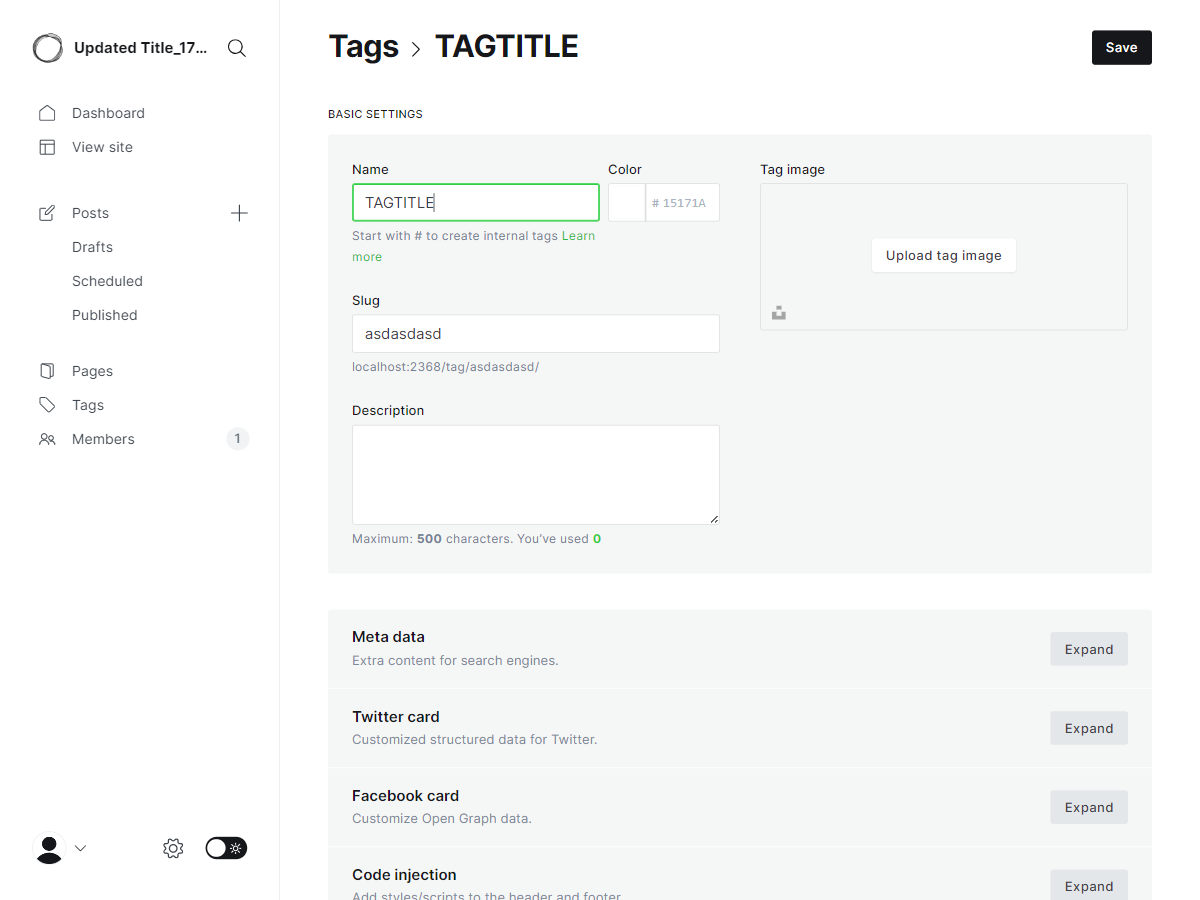 Updated Title_17...
Dashboard
View site
Posts
Drafts
Scheduled
Published
Pages
Tags
Members
1
Tags > TAGTITLE
Save
BASIC SETTINGS
Name
TAGTITLE
Start with # to create internal tags Learn
more
Color
# 15171A
Slug
asdasdasd
localhost:2368/tag/asdasdasd/
Description
Maximum: 500 characters. You've used 0
Tag image
Upload tag image
Meta data
Extra content for search engines.
Expand
Twitter card
Customized structured data for Twitter.
Expand
Facebook card
Customize Open Graph data.
Expand
Code injection
Add styles/scripts to the header and footer
Expand